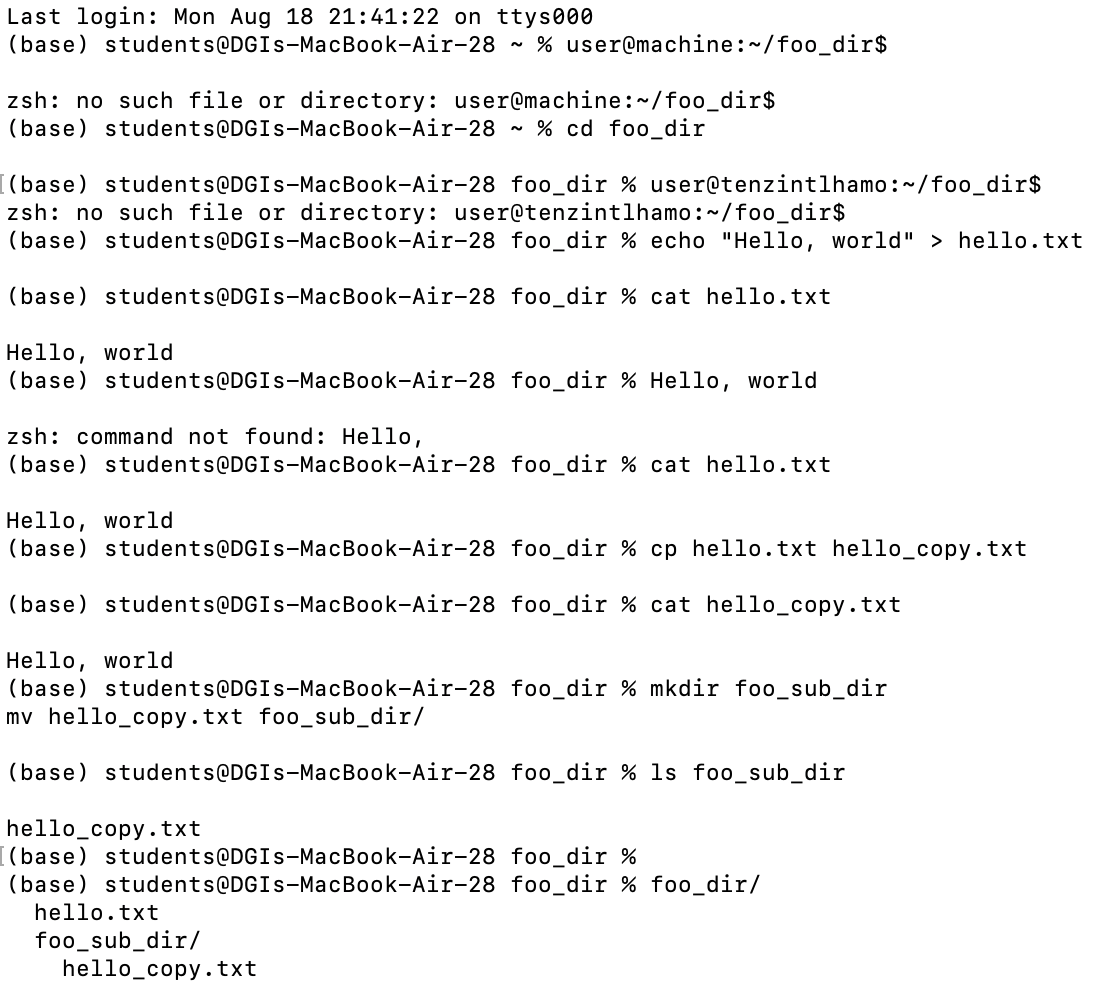 Last login: Mon Aug 18 21:41:22 on ttys000
(base) students@DGIs-MacBook-Air-28 ~ % user@machine:~/foo_dir$
zsh: no such file or directory: user@machine:~/foo_dir$
(base) students@DGIs-MacBook-Air-28 ~ % cd foo_dir
[(base) students@DGIs-MacBook-Air-28 foo_dir % user@tenzintlhamo:~/foo_dir$
zsh: no such file or directory: user@tenzintlhamo:~/foo_dir$
(base) students@DGIs-MacBook-Air-28 foo_dir % echo "Hello, world" > hello.txt
(base) students@DGIs-MacBook-Air-28 foo_dir % cat hello.txt
Hello, world
(base) students@DGIs-MacBook-Air-28 foo_dir % Hello, world
zsh: command not found: Hello,
(base) students@DGIs-MacBook-Air-28 foo_dir % cat hello.txt
Hello, world
(base) students@DGIs-MacBook-Air-28 foo_dir % cp hello.txt hello_copy.txt
(base) students@DGIs-MacBook-Air-28 foo_dir % cat hello_copy.txt
Hello, world
(base) students@DGIs-MacBook-Air-28 foo_dir % mkdir foo_sub_dir
mv hello_copy.txt foo_sub_dir/
(base) students@DGIs-MacBook-Air-28 foo_dir % ls foo_sub_dir
hello_copy.txt
[(base) students@DGIs-MacBook-Air-28 foo_dir %
(base) students@DGIs-MacBook-Air-28 foo_dir % foo_dir/
  hello.txt
  foo_sub_dir/
    hello_copy.txt